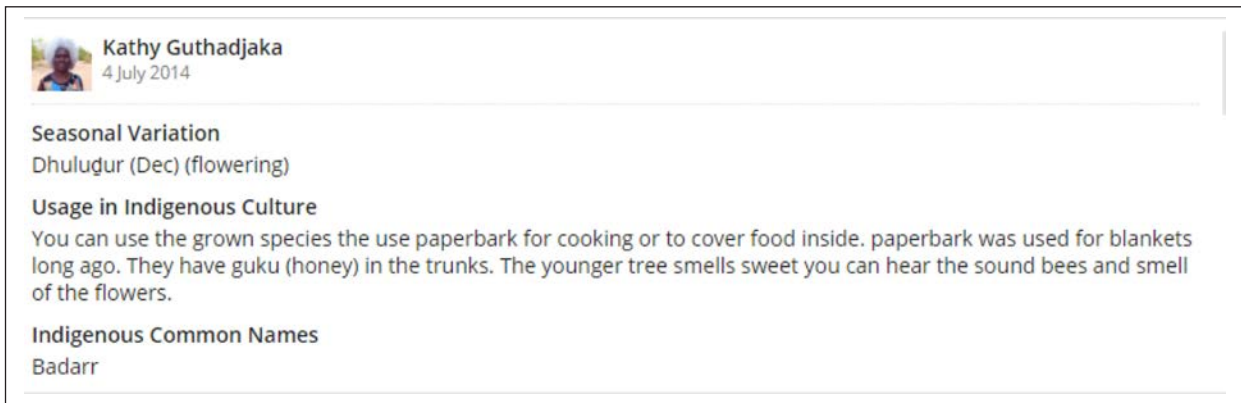 Kathy Guthadjaka
4 July 2014
Seasonal Variation
Dhuluḏur (Dec) (flowering)
Usage in Indigenous Culture
You can use the grown species the use paperbark for cooking or to cover food inside. paperbark was used for blankets
long ago. They have guku (honey) in the trunks. The younger tree smells sweet you can hear the sound bees and smell
of the flowers.
Indigenous Common Names
Badarr